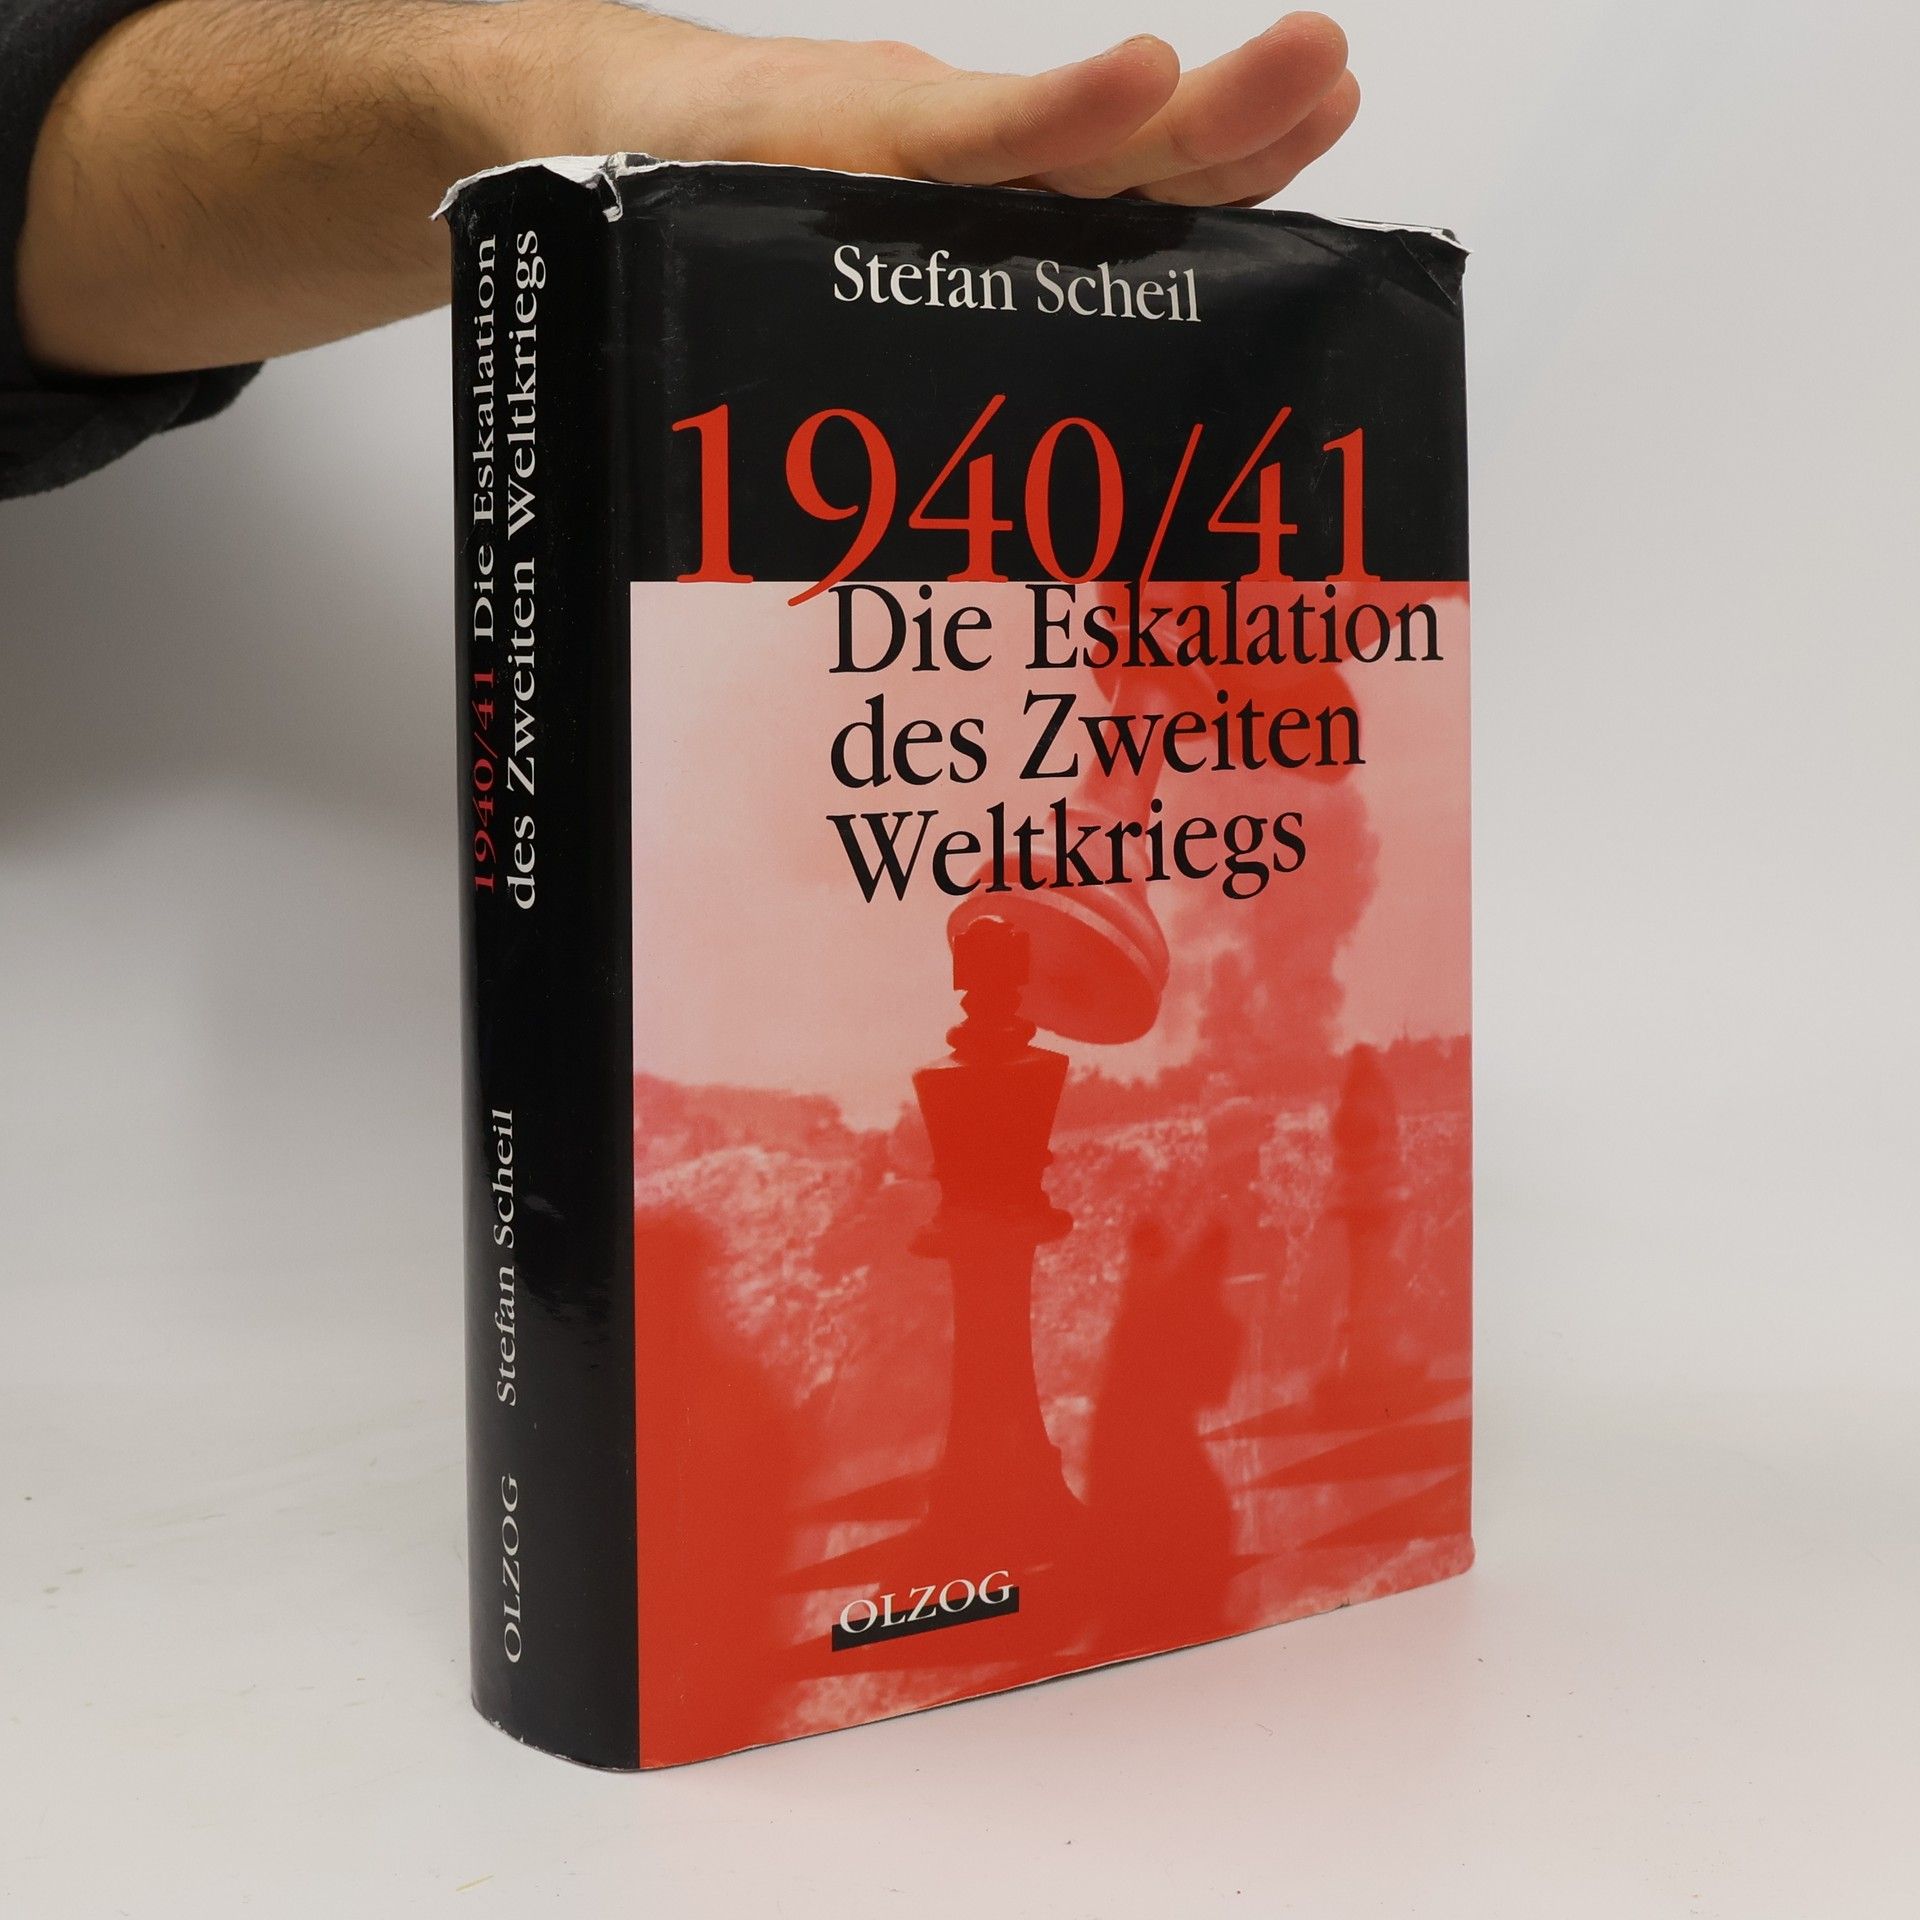 Stefan Scheil
1940/41
Die Eskalation
des Zweiten
Weltkriegs
OLZOG
1940/41 Die Eskalation
des Zweiten Weltkriegs
Stefan Scheil
OLZOG